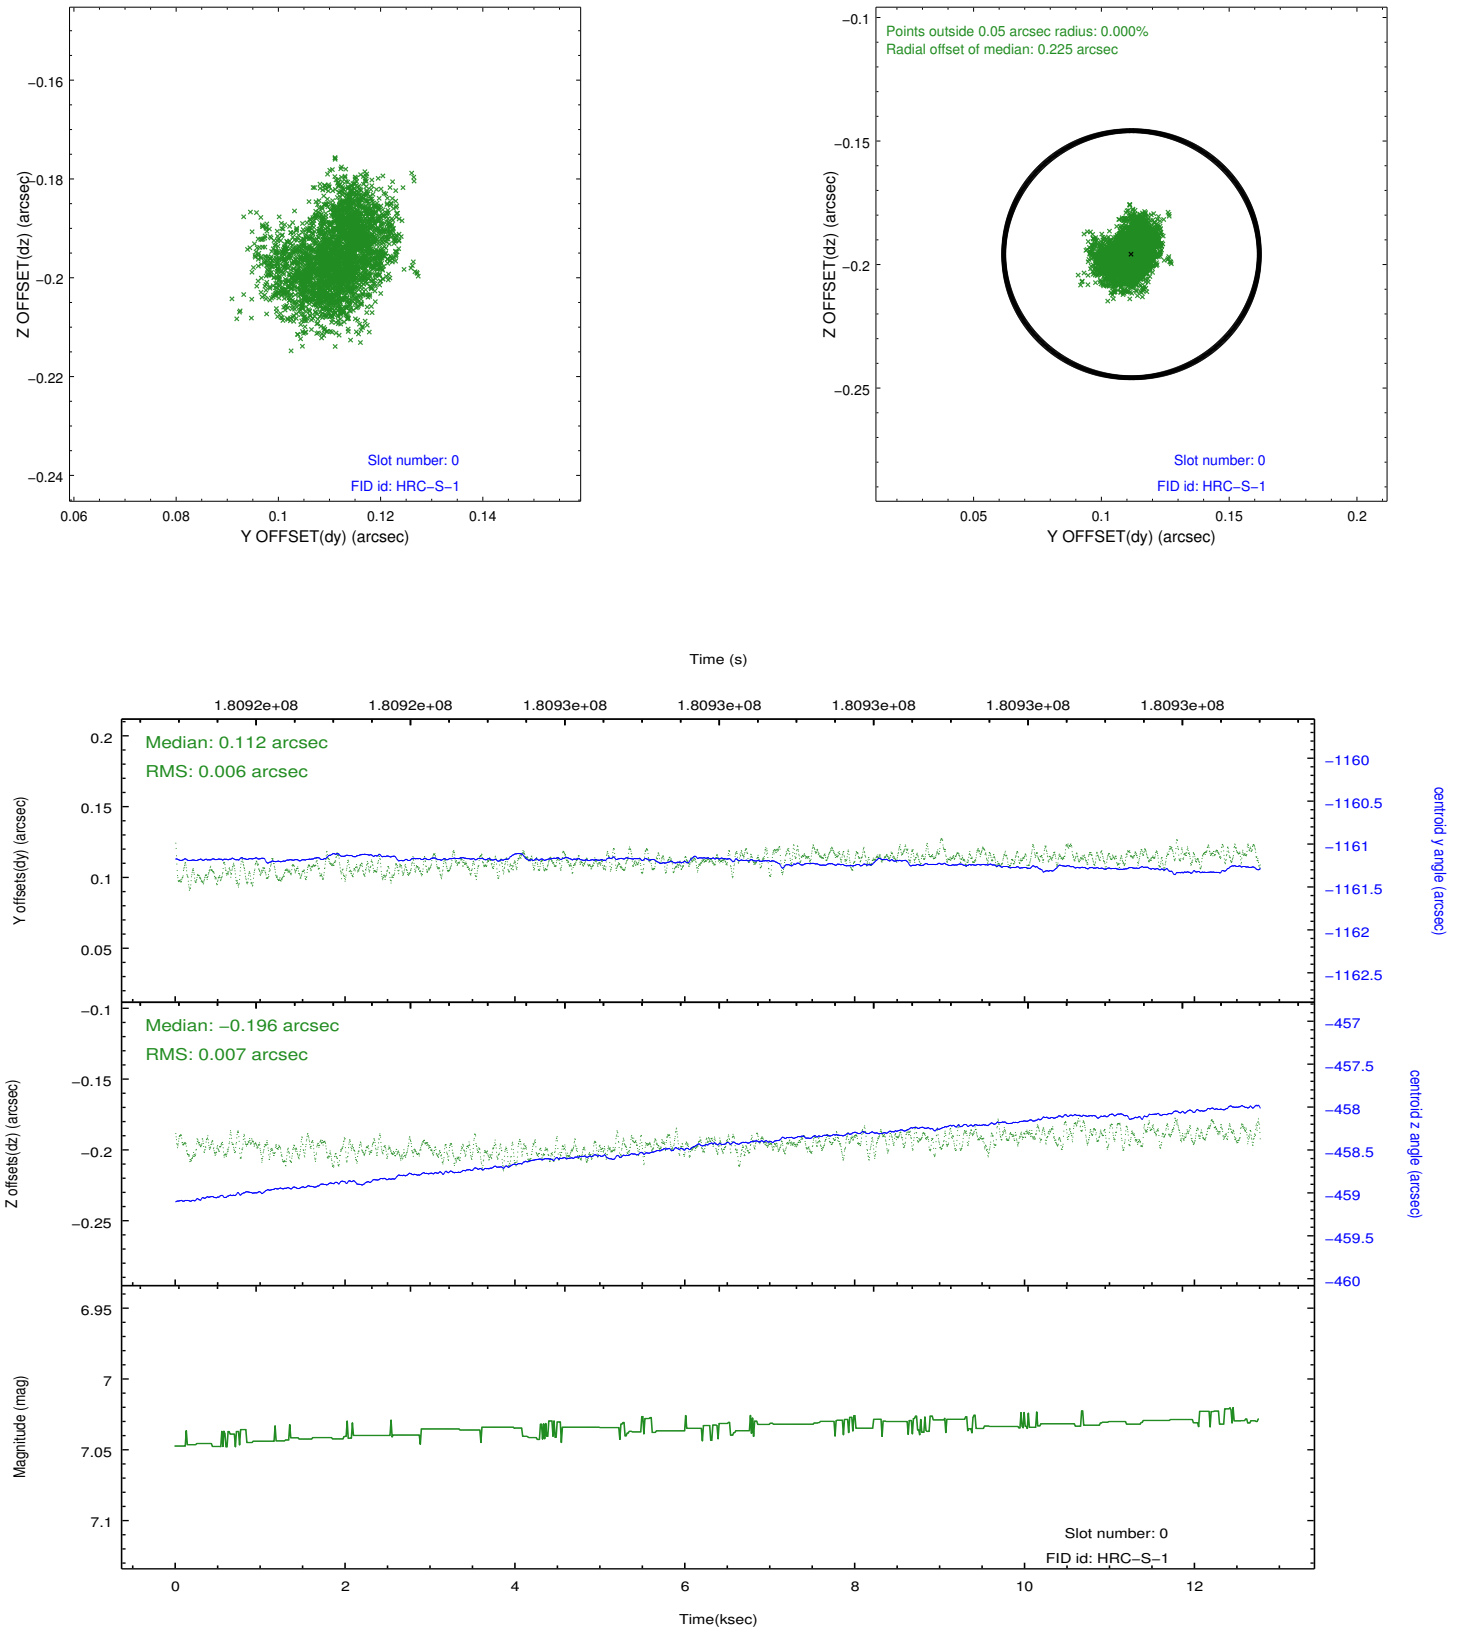 −0.16
−0.18
−0.2
−0.22
−0.24
Z OFFSET(dz) (arcsec)
Slot number: 0
FID id: HRC−S−1
0.06 0.08 0.1 0.12 0.14
Y OFFSET(dy) (arcsec)
Points outside 0.05 arcsec radius: 0.000%
Radial offset of median: 0.225 arcsec
−0.1
−0.15
−0.2
−0.25
Z OFFSET(dz) (arcsec)
Slot number: 0
FID id: HRC−S−1
0.05 0.1 0.15 0.2
Y OFFSET(dy) (arcsec)
Time (s)
1.8092e+08 1.8092e+08 1.8093e+08 1.8093e+08 1.8093e+08 1.8093e+08 1.8093e+08
Median: 0.112 arcsec
RMS: 0.006 arcsec
0.2
0.15
0.1
0.05
Y offsets(dy) (arcsec)
−1160
−1160.5
−1161
−1161.5
−1162
−1162.5
centroid y angle (arcsec)
Median: −0.196 arcsec
RMS: 0.007 arcsec
−0.1
−0.15
−0.2
−0.25
Z offsets(dz) (arcsec)
−457
−457.5
−458
−458.5
−459
−459.5
−460
centroid z angle (arcsec)
6.95
7
7.05
7.1
Magnitude (mag)
Slot number: 0
FID id: HRC−S−1
0 2 4 6 8 10 12
Time(ksec)